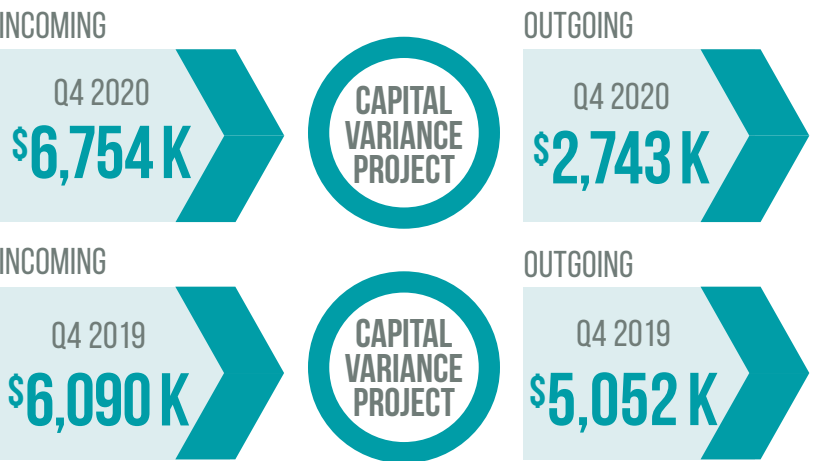 INCOMING
Q4 2020
$6,754 K
CAPITAL
VARIANCE
PROJECT
OUTGOING
Q4 2020
$2,743 K
INCOMING
Q4 2019
$6,090 K
CAPITAL
VARIANCE
PROJECT
OUTGOING
Q4 2019
$5,052 K